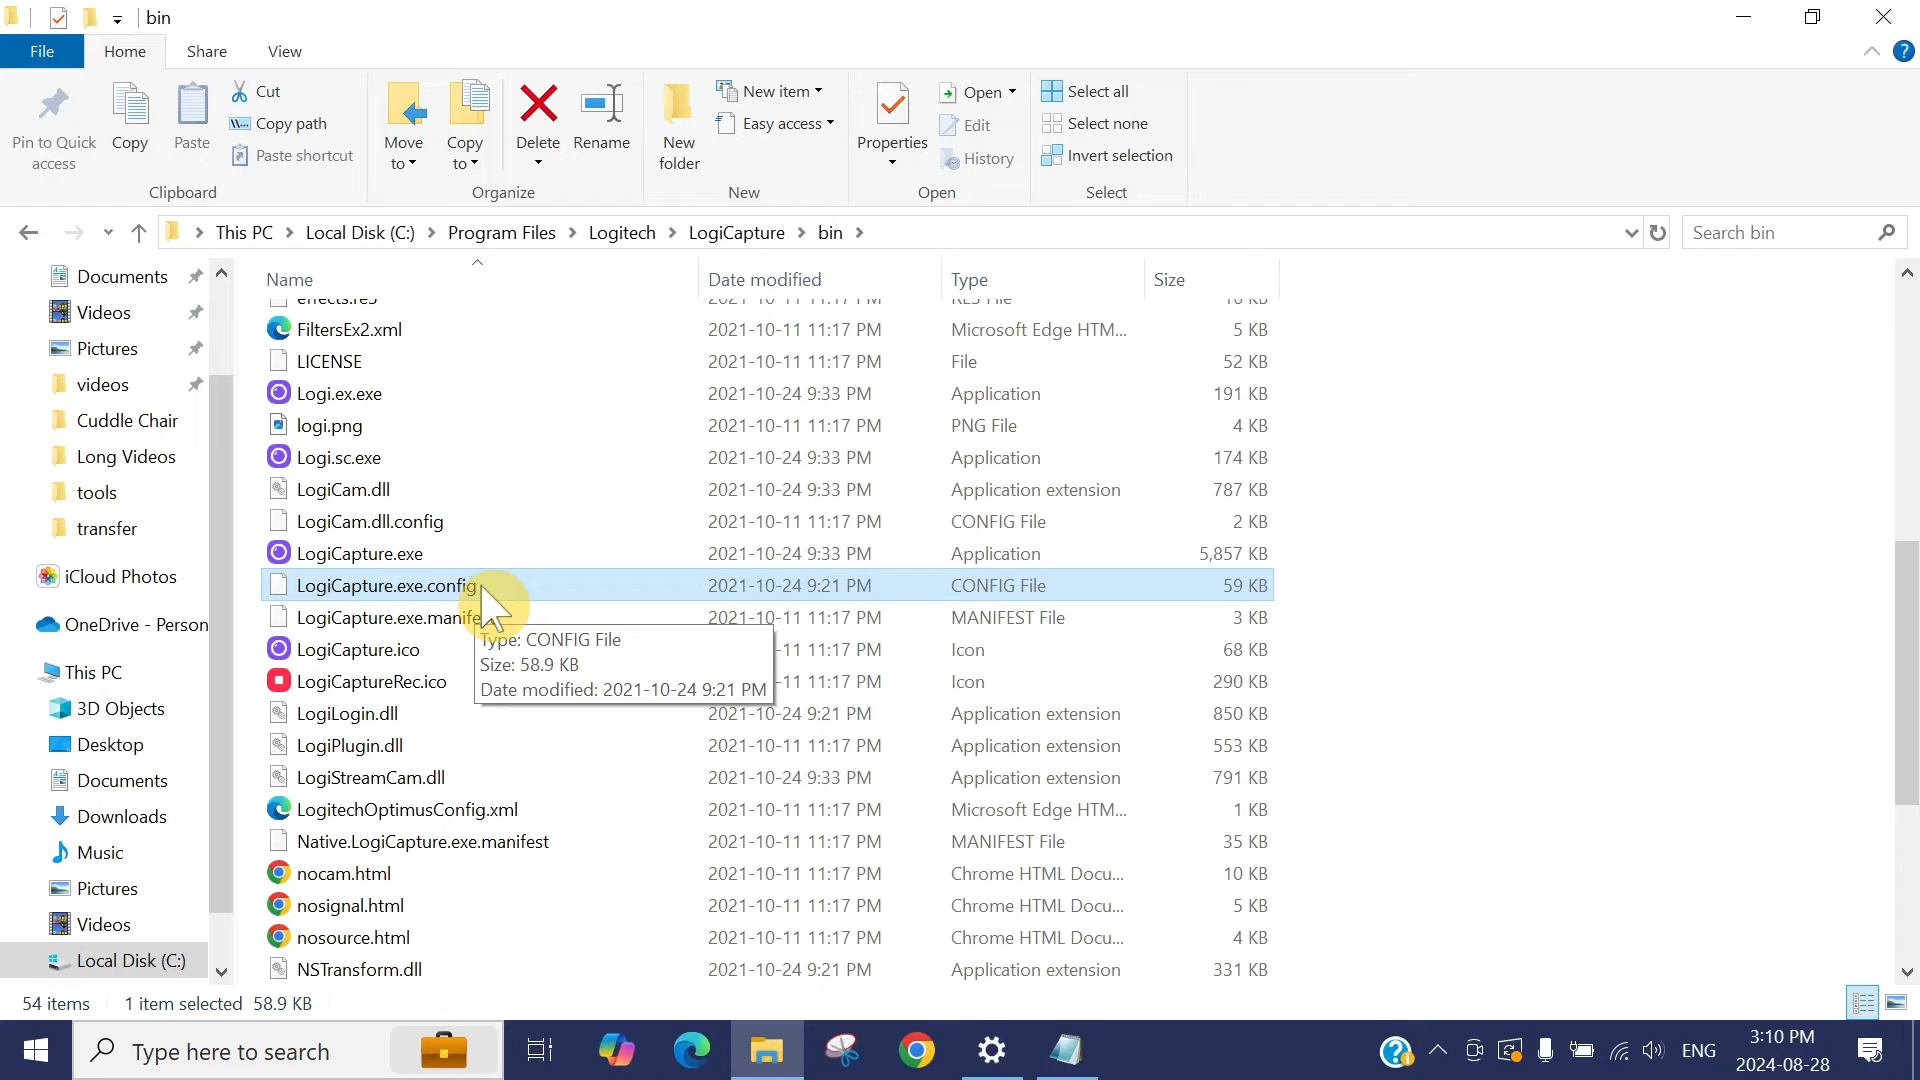 bin
File Home Share View
Pin to Quick access
Copy
Paste
Cut
Copy path
Paste shortcut
Clipboard
Move to
Copy to
Delete
Rename
Organize
New folder
New item
Easy access
New
Properties
Open
Edit
History
Open
Select all
Select none
Invert selection
Select
This PC Local Disk (C:) Program Files Logitech LogiCapture bin
Search bin
Documents
Videos
Pictures
videos
Cuddle Chair
Long Videos
tools
transfer
iCloud Photos
OneDrive - Person
This PC
3D Objects
Desktop
Documents
Downloads
Music
Pictures
Videos
Local Disk (C:)
Name Date modified Type Size
effects.res 2021-10-11 11:17 PM RES File
FiltersEx2.xml 2021-10-11 11:17 PM Microsoft Edge HTM... 5 KB
LICENSE 2021-10-11 11:17 PM File 52 KB
Logi.ex.exe 2021-10-24 9:33 PM Application 191 KB
logi.png 2021-10-11 11:17 PM PNG File 4 KB
Logi.sc.exe 2021-10-24 9:33 PM Application 174 KB
LogiCam.dll 2021-10-24 9:33 PM Application extension 787 KB
LogiCam.dll.config 2021-10-11 11:17 PM CONFIG File 2 KB
LogiCapture.exe 2021-10-24 9:33 PM Application 5,857 KB
LogiCapture.exe.config 2021-10-24 9:21 PM CONFIG File 59 KB
LogiCapture.exe.manife 2021-10-11 11:17 PM MANIFEST File 3 KB
Type: CONFIG File
Size: 58.9 KB
Date modified: 2021-10-24 9:21 PM
LogiCapture.ico -11 11:17 PM Icon 68 KB
LogiCaptureRec.ico -11 11:17 PM Icon 290 KB
LogiLogin.dll 2021-10-24 9:21 PM Application extension 850 KB
LogiPlugin.dll 2021-10-11 11:17 PM Application extension 553 KB
LogiStreamCam.dll 2021-10-24 9:33 PM Application extension 791 KB
LogitechOptimusConfig.xml 2021-10-11 11:17 PM Microsoft Edge HTM... 1 KB
Native.LogiCapture.exe.manifest 2021-10-11 11:17 PM MANIFEST File 35 KB
nocam.html 2021-10-11 11:17 PM Chrome HTML Docu... 10 KB
nosignal.html 2021-10-11 11:17 PM Chrome HTML Docu... 5 KB
nosource.html 2021-10-11 11:17 PM Chrome HTML Docu... 4 KB
NSTransform.dll 2021-10-24 9:21 PM Application extension 331 KB
54 items 1 item selected 58.9 KB
Type here to search
ENG
3:10 PM
2024-08-28